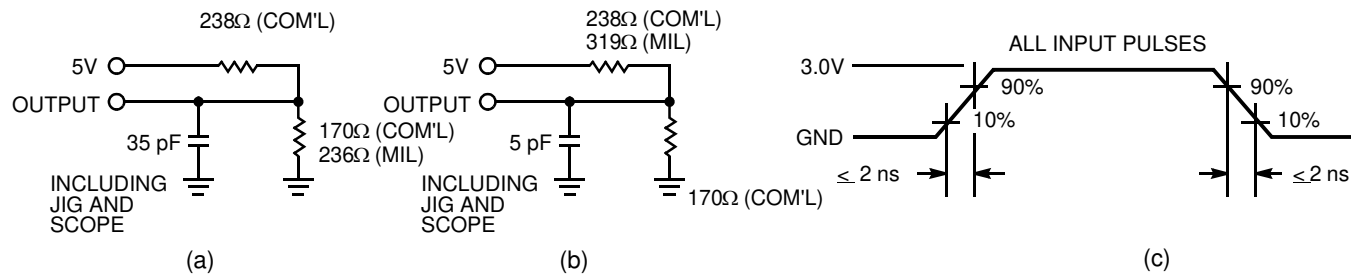 238Ω (COM'L)
5V
OUTPUT
35 pF
170Ω (COM'L)
236Ω (MIL)
INCLUDING
JIG AND
SCOPE
(a)
238Ω (COM'L)
319Ω (MIL)
5V
OUTPUT
5 pF
INCLUDING
JIG AND
SCOPE
170Ω (COM'L)
(b)
ALL INPUT PULSES
3.0V
90%
10%
GND
≤ 2 ns
90%
10%
≤ 2 ns
(c)